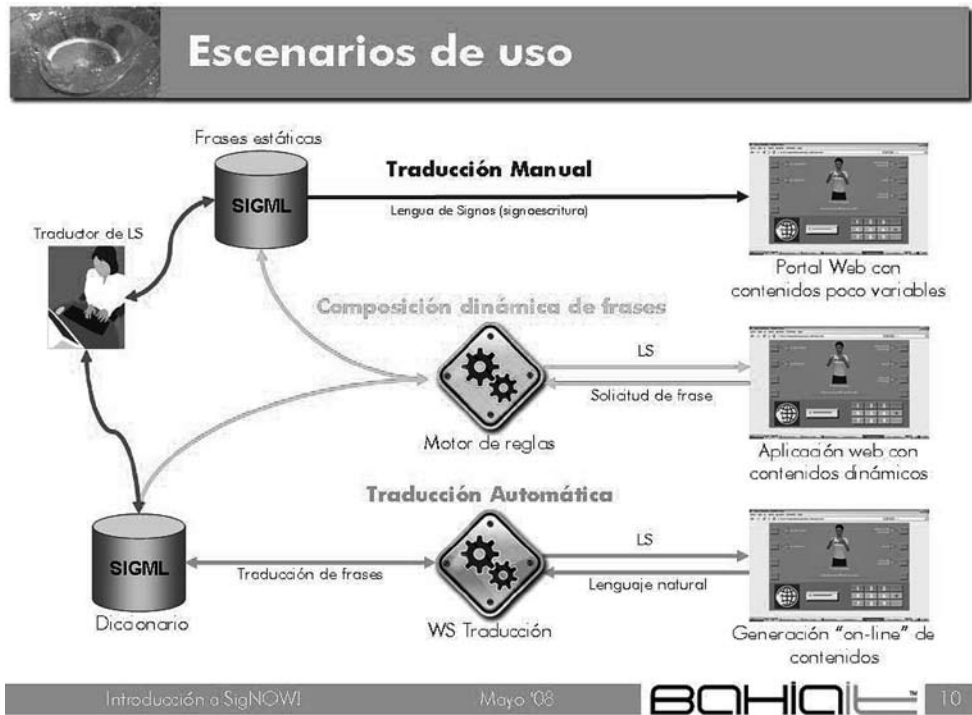 Escenarios de uso
Frases estáticas
SIGML
Traducción Manual
Lengua de Signos (signoescritura)
Traductor de LS
Portal Web con
contenidos poco variables
Composición dinámica de frases
LS
Solicitud de frase
Motor de reglas
Aplicación web con
contenidos dinámicos
Traducción Automática
SIGML
Traducción de frases
LS
Lenguaje natural
Diccionario
WS Traducción
Generación "on-line" de
contenidos
Introducción a SigNOW!
Mayo '08
BAHIAit™
10